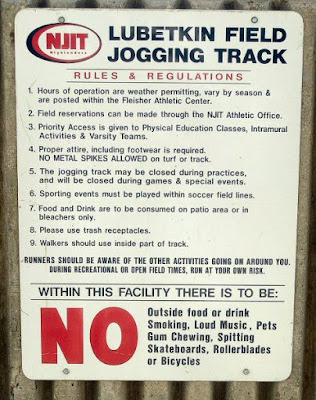 NJIT
Highlanders
LUBETKIN FIELD
JOGGING TRACK
RULES & REGULATIONS
1. Hours of operation are weather permitting, vary by season &
are posted within the Fleisher Athletic Center.
2. Field reservations can be made through the NJIT Athletic Office.
3. Priority Access is given to Physical Education Classes, Intramural
Activities & Varsity Teams.
4. Proper attire, including footwear is required.
NO METAL SPIKES ALLOWED on turf or track.
5. The jogging track may be closed during practices,
and will be closed during games & special events.
6. Sporting events must be played within soccer field lines.
7. Food and Drink are to be consumed on patio area or in
bleachers only.
8. Please use trash receptacles.
9. Walkers should use inside part of track.
RUNNERS SHOULD BE AWARE OF THE OTHER ACTIVITIES GOING ON AROUND YOU.
DURING RECREATIONAL OR OPEN FIELD TIMES, RUN AT YOUR OWN RISK.
WITHIN THIS FACILITY THERE IS TO BE:
NO
Outside food or drink
Smoking, Loud Music, Pets
Gum Chewing, Spitting
Skateboards, Rollerblades
or Bicycles